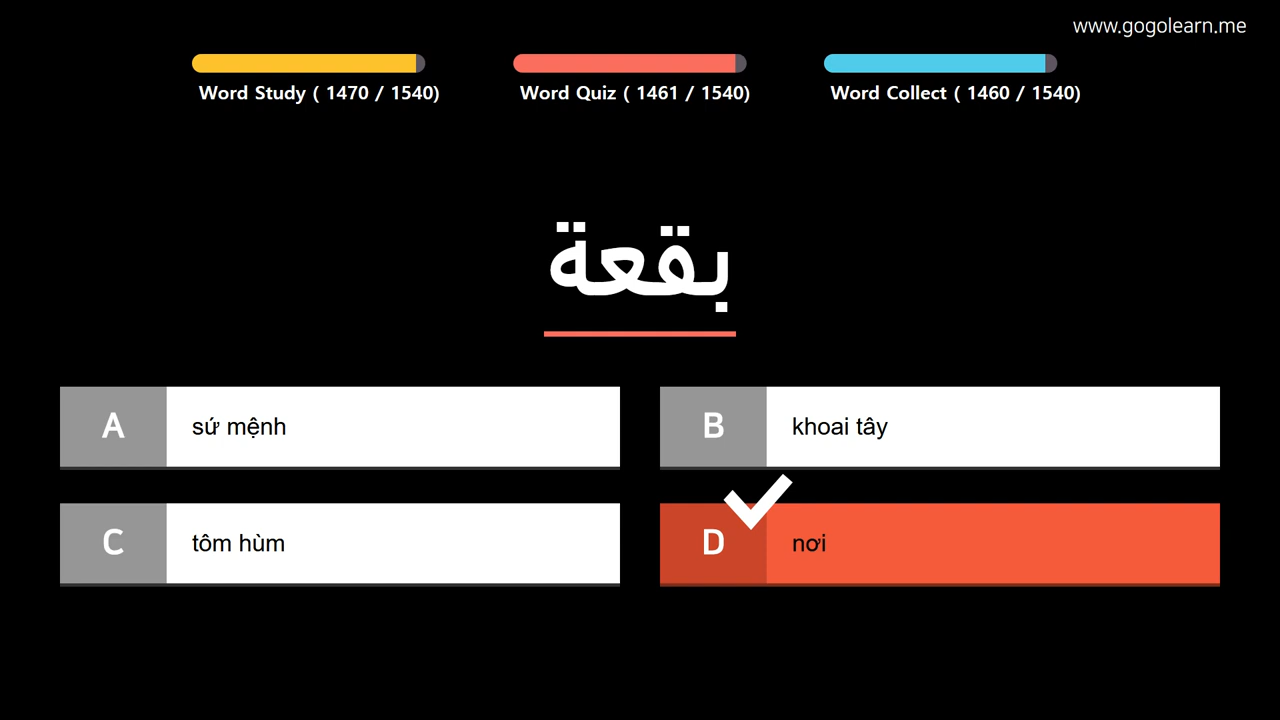 www.gogolearn.me
Word Study ( 1470 / 1540)
Word Quiz ( 1461 / 1540)
Word Collect ( 1460 / 1540)
بقعة
A
sứ mệnh
B
khoai tây
C
tôm hùm
D
nơi